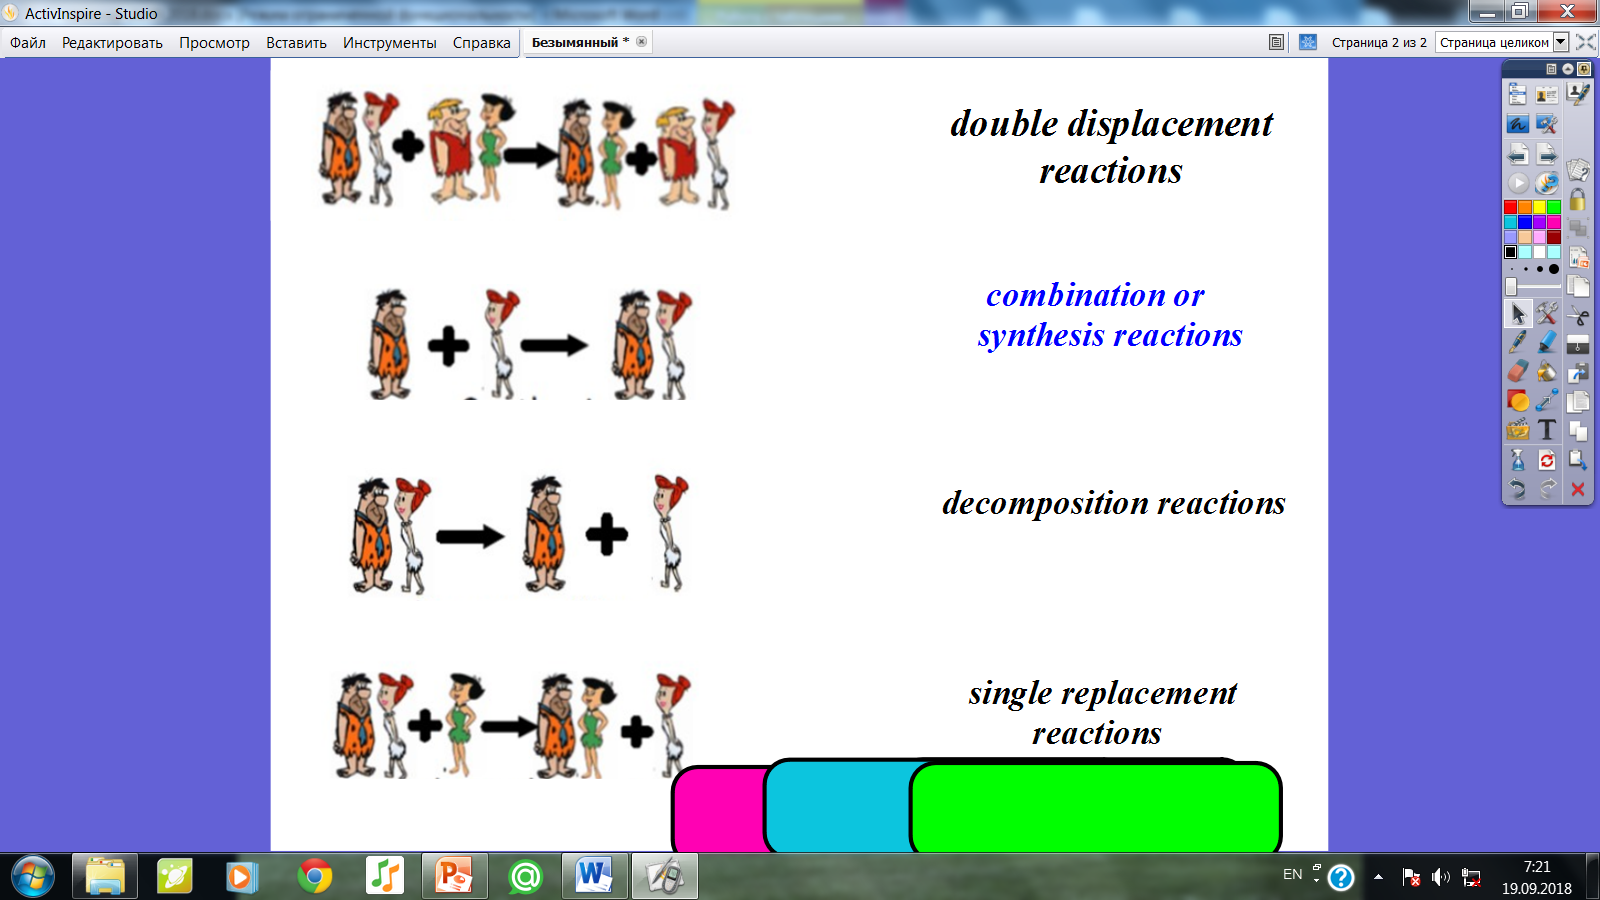 ActivInspire - Studio
Файл Редактировать Просмотр Вставить Инструменты Справка Безымянный * Страница 2 из 2 Страница целиком
double displacement
reactions
combination or
synthesis reactions
decomposition reactions
single replacement
reactions
EN
7:21
19.09.2018